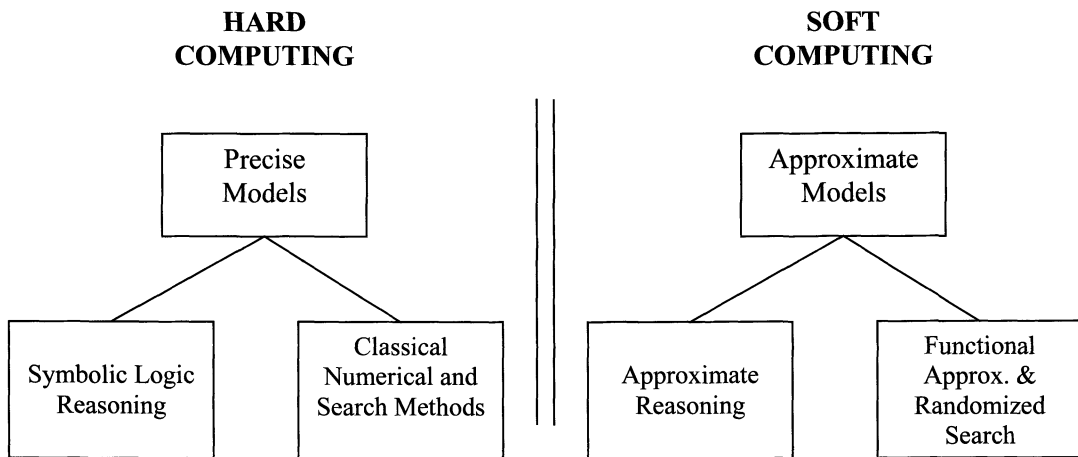 HARD
COMPUTING
Precise
Models
Symbolic Logic
Reasoning
Classical
Numerical and
Search Methods
SOFT
COMPUTING
Approximate
Models
Approximate
Reasoning
Functional
Approx. &
Randomized
Search